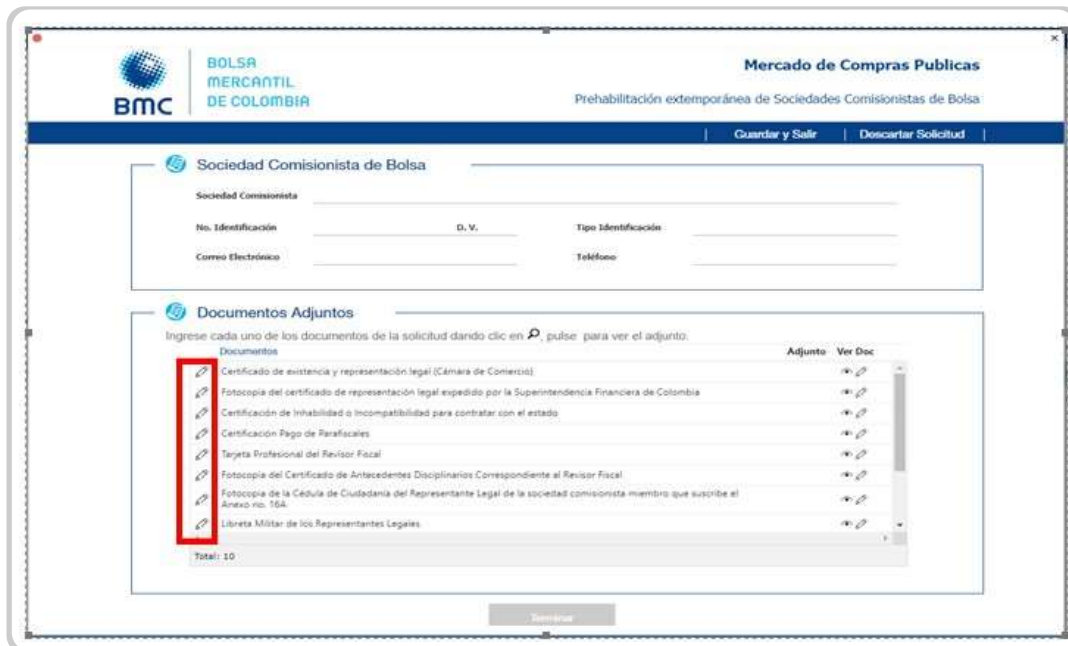 BMC
BOLSA
MERCANTIL
DE COLOMBIA
Mercado de Compras Publicas
Prehabilitación extemporánea de Sociedades Comisionistas de Bolsa
| Guardar y Salir | Descartar Solicitud |
Sociedad Comisionista de Bolsa
Sociedad Comisionista
No. Identificación D. V. Tipo Identificación
Correo Electrónico Teléfono
Documentos Adjuntos
Ingrese cada uno de los documentos de la solicitud dando clic en , pulse para ver el adjunto.
Documentos Adjunto Ver Doc
Certificado de existencia y representación legal (Cámara de Comercio)
Fotocopia del certificado de representación legal expedido por la Superintendencia Financiera de Colombia
Certificación de Inhabilidad o Incompatibilidad para contratar con el estado
Certificación Pago de Parafiscales
Tarjeta Profesional del Revisor Fiscal
Fotocopia del Certificado de Antecedentes Disciplinarios Correspondiente al Revisor Fiscal
Fotocopia de la Cédula de Ciudadanía del Representante Legal de la sociedad comisionista miembro que suscribe el
Anexo no. 16A
Libreta Militar de los Representantes Legales
Total: 10
Terminar